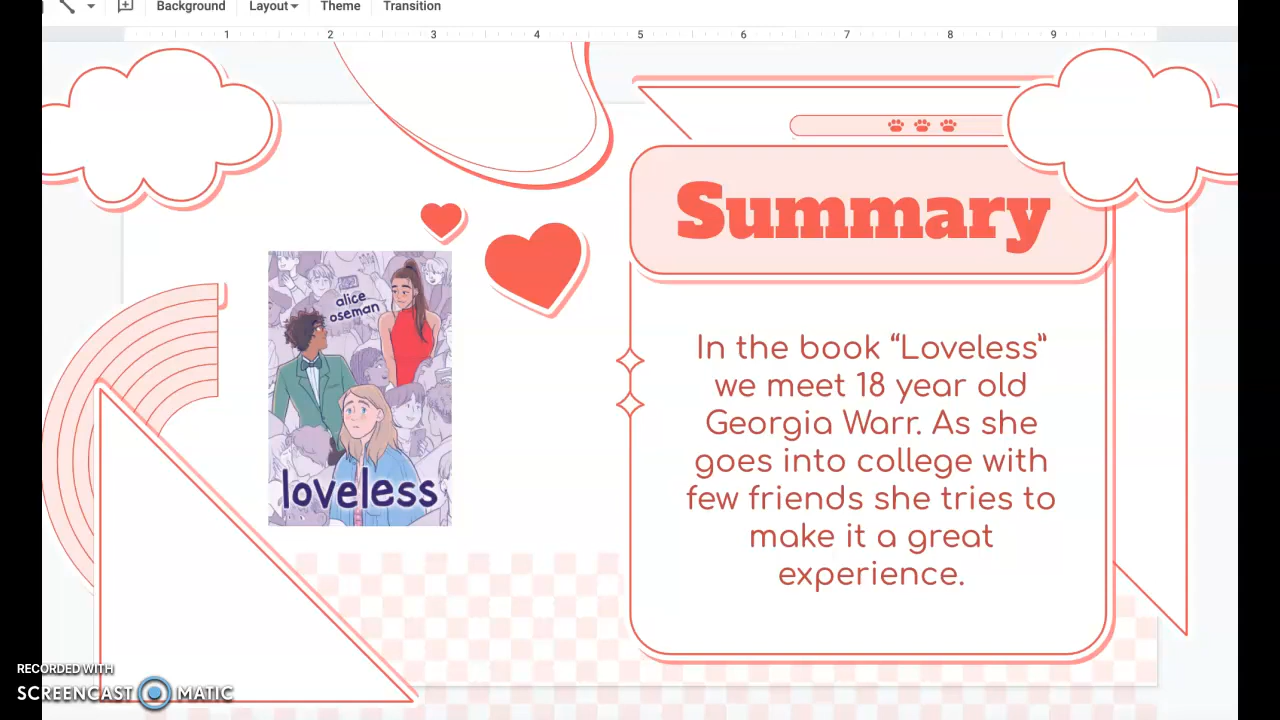 Background Layout Theme Transition
1 2 3 4 5 6 7 8 9
Summary
alice
oseman
loveless
In the book “Loveless”
we meet 18 year old
Georgia Warr. As she
goes into college with
few friends she tries to
make it a great
experience.
RECORDED WITH
SCREENCAST MATIC